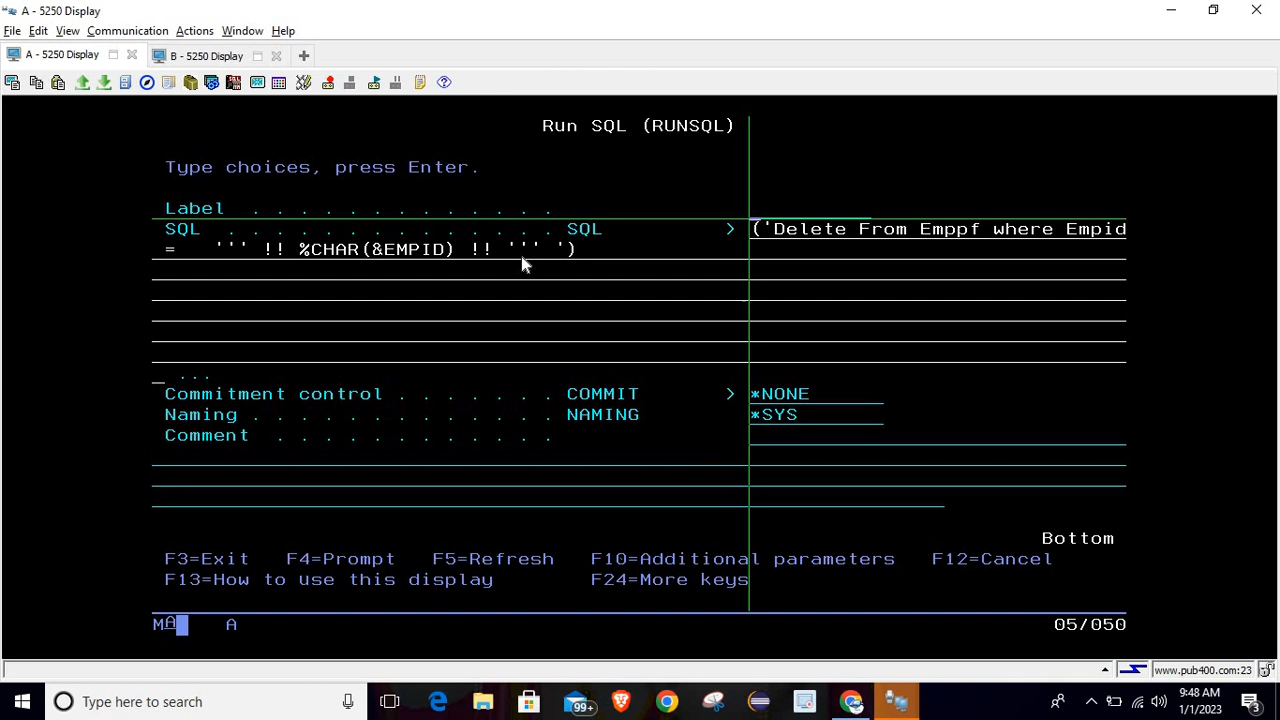 A - 5250 Display
File Edit View Communication Actions Window Help
A - 5250 Display B - 5250 Display
Run SQL (RUNSQL)
Type choices, press Enter.
Label . . . . . . . . . . . . .
SQL . . . . . . . . . . . . . . SQL > ('Delete From Emppf where Empid
= ''' !! %CHAR(&EMPID) !! ''' ')
...
Commitment control . . . . . . . COMMIT > *NONE
Naming . . . . . . . . . . . . . NAMING *SYS
Comment . . . . . . . . . . . .
Bottom
F3=Exit F4=Prompt F5=Refresh F10=Additional parameters F12=Cancel
F13=How to use this display F24=More keys
MA A 05/050
www.pub400.com:23
Type here to search
99+
9:48 AM
1/1/2023
3